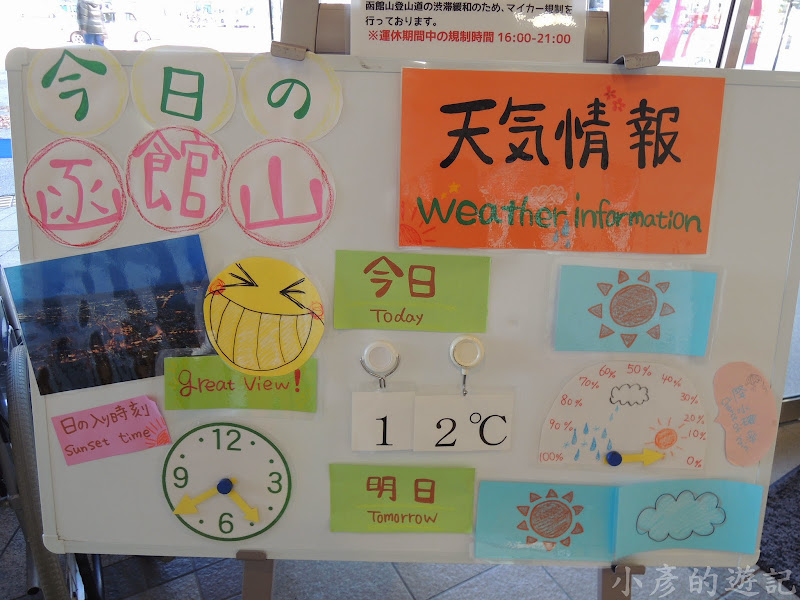 函館山登山道の渋滞緩和のため、マイカー規制を
行っております。
※運休期間中の規制時間 16:00-21:00
今日の
函館山
天気情報
Weather information
今日
Today
great View!
日の入り時刻
Sunset time
12
9
3
6
1 2℃
明日
Tomorrow
60% 50% 40%
70% 30%
80% 20%
90% 10%
100% 0%
小彥的遊記